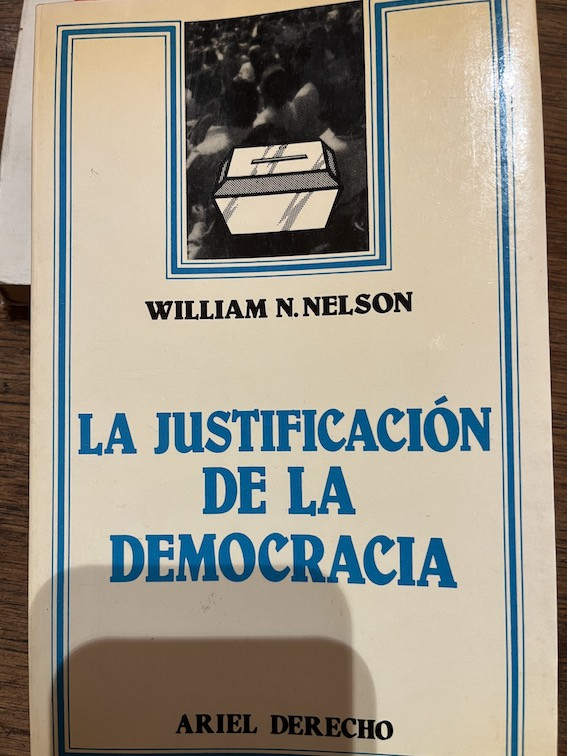 WILLIAM N. NELSON
LA JUSTIFICACIÓN
DE LA
DEMOCRACIA
ARIEL DERECHO